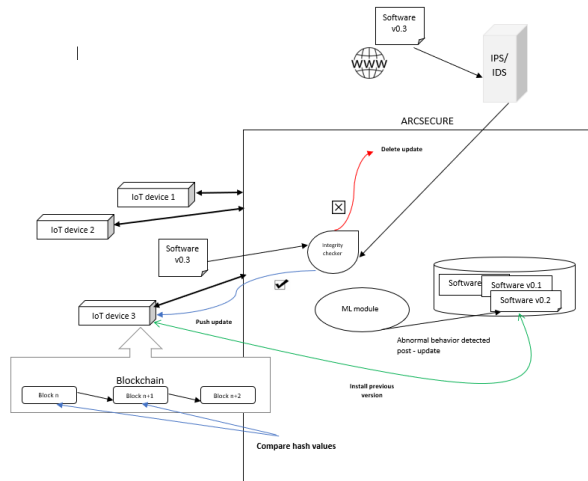 Software
v0.3
WWW
IPS/
IDS
ARCSECURE
Delete update
IoT device 1
IoT device 2
Software
v0.3
Integrity
checker
Software
Software v0.1
Software v0.2
IoT device 3
Push update
ML module
Abnormal behavior detected
post - update
Install previous
version
Blockchain
Block n
Block n+1
Block n+2
Compare hash values